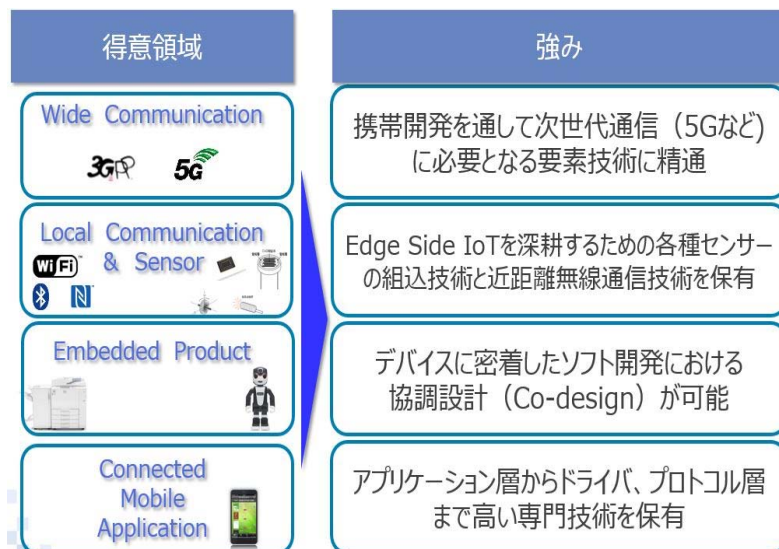 得意領域
強み
Wide Communication
3GPP
5G
携帯開発を通して次世代通信（5Gなど)
に必要となる要素技術に精通
Local Communication
& Sensor
WiFi
Edge Side IoTを深耕するための各種センサー
の組込技術と近距離無線通信技術を保有
Embedded Product
デバイスに密着したソフト開発における
協調設計（Co-design）が可能
Connected
Mobile
Application
アプリケーション層からドライバ、プロトコル層
まで高い専門技術を保有